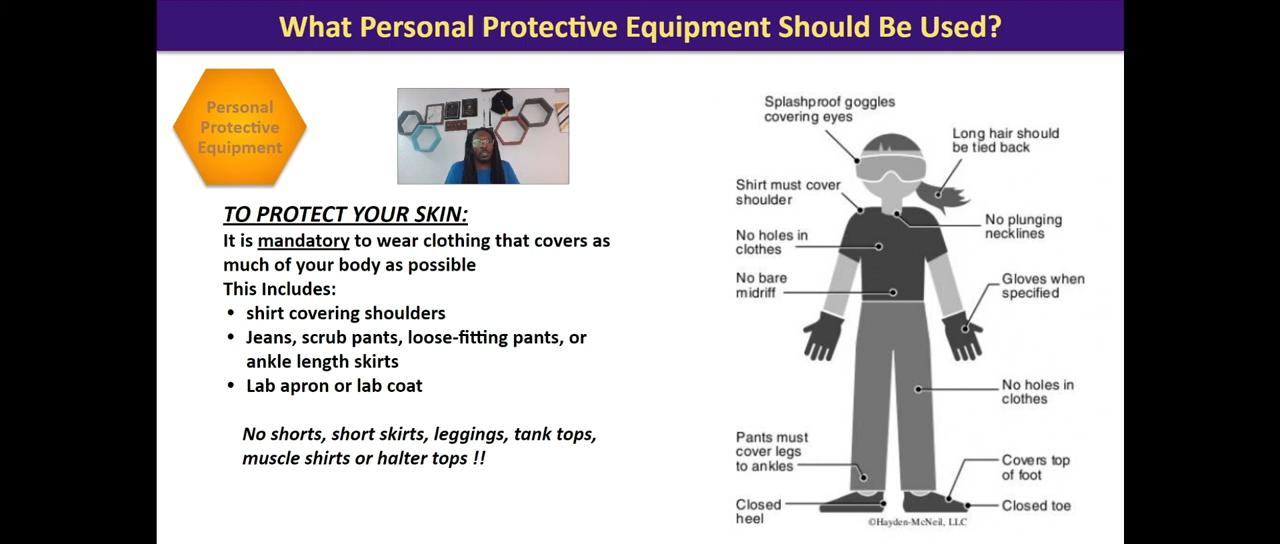 What Personal Protective Equipment Should Be Used?
Personal
Protective
Equipment
TO PROTECT YOUR SKIN:
It is mandatory to wear clothing that covers as
much of your body as possible
This Includes:
• shirt covering shoulders
• Jeans, scrub pants, loose-fitting pants, or
ankle length skirts
• Lab apron or lab coat
No shorts, short skirts, leggings, tank tops,
muscle shirts or halter tops !!
Splashproof goggles
covering eyes
Long hair should
be tied back
Shirt must cover
shoulder
No plunging
necklines
No holes in
clothes
No bare
midriff
Gloves when
specified
No holes in
clothes
Pants must
cover legs
to ankles
Covers top
of foot
Closed
heel
Closed toe
©Hayden-McNeil, LLC